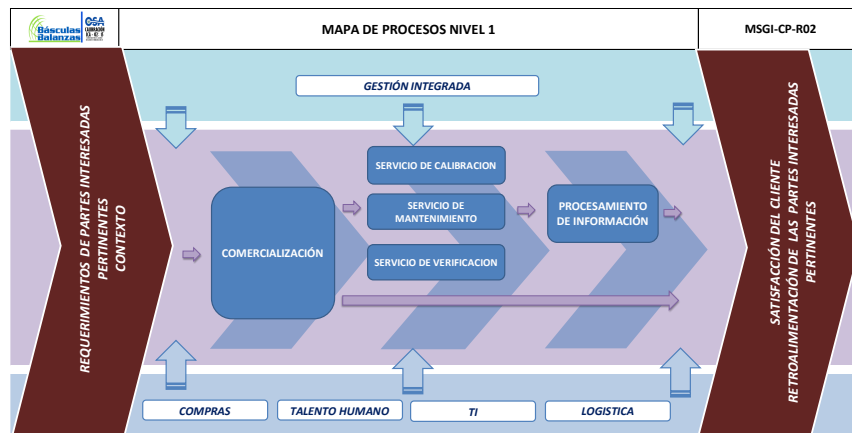 Básculas
Balanzas
GSA
MAPA DE PROCESOS NIVEL 1
MSGI-CP-R02
REQUERIMIENTOS DE PARTES INTERESADAS
PERTINENTES
CONTEXTO
GESTIÓN INTEGRADA
COMERCIALIZACIÓN
SERVICIO DE CALIBRACION
SERVICIO DE
MANTENIMIENTO
SERVICIO DE VERIFICACION
PROCESAMIENTO
DE INFORMACIÓN
COMPRAS
TALENTO HUMANO
TI
LOGISTICA
SATISFACCIÓN DEL CLIENTE
RETROALIMENTACIÓN DE LAS PARTES INTERESADAS
PERTINENTES